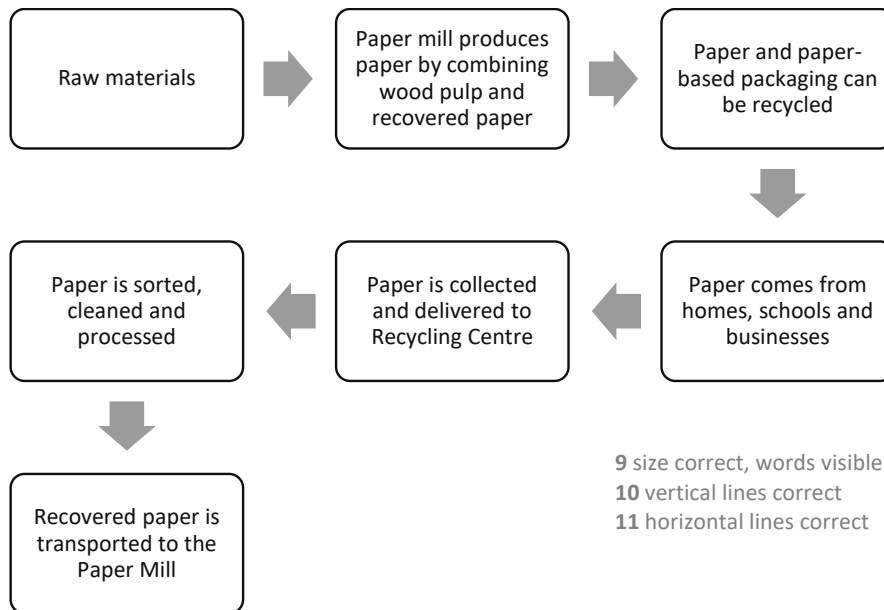 Raw materials
Paper mill produces
paper by combining
wood pulp and
recovered paper
Paper and paper-
based packaging can
be recycled
Paper comes from
homes, schools and
businesses
Paper is collected
and delivered to
Recycling Centre
Paper is sorted,
cleaned and
processed
Recovered paper is
transported to the
Paper Mill
9 size correct, words visible
10 vertical lines correct
11 horizontal lines correct